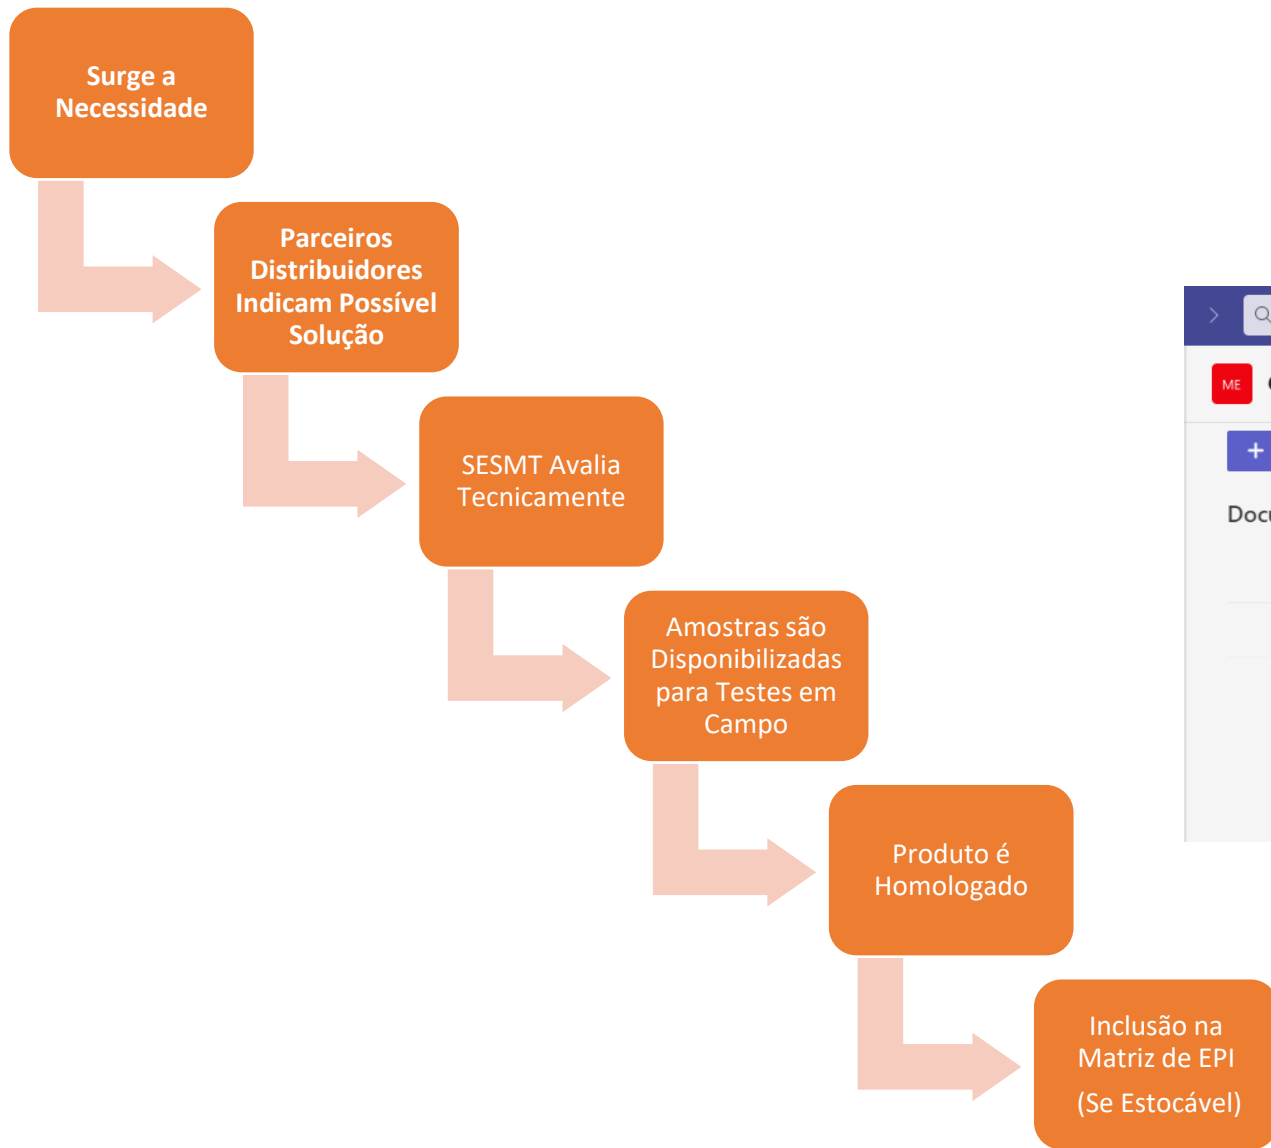 Surge a
Necessidade
Parceiros
Distribuidores
Indicam Possível
Solução
SESMT Avalia
Tecnicamente
Amostras são
Disponibilizadas
para Testes em
Campo
Produto é
Homologado
Inclusão na
Matriz de EPI
(Se Estocável)
ME